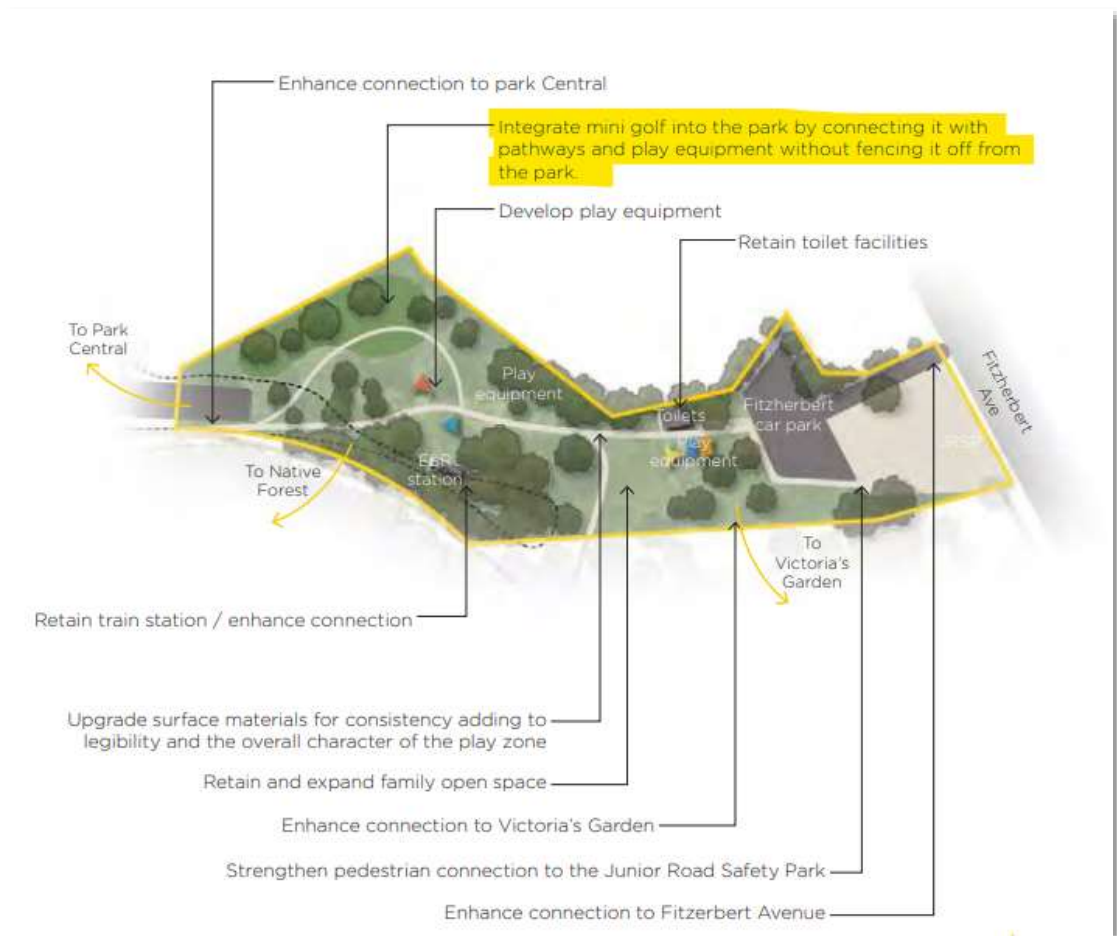 Enhance connection to park Central
Integrate mini golf into the park by connecting it with
pathways and play equipment without fencing it off from
the park.
Develop play equipment
Retain toilet facilities
To Park
Central
Play
equipment
Toilets
Fitzherbert
car park
Fitzherbert
Ave
Play
equipment
JRSP
To Native
Forest
E&R
station
To
Victoria's
Garden
Retain train station / enhance connection
Upgrade surface materials for consistency adding to
legibility and the overall character of the play zone
Retain and expand family open space
Enhance connection to Victoria's Garden
Strengthen pedestrian connection to the Junior Road Safety Park
Enhance connection to Fitzerbert Avenue